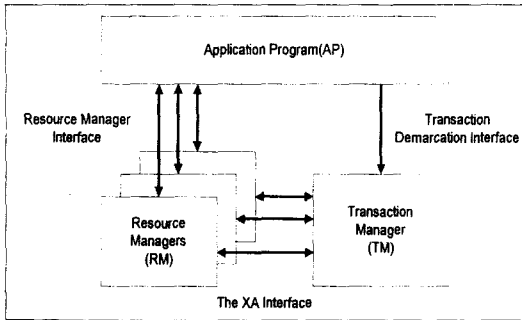 Application Program(AP)
Resource Manager
Interface
Transaction
Demarcation Interface
Resource
Managers
(RM)
Transaction
Manager
(TM)
The XA Interface